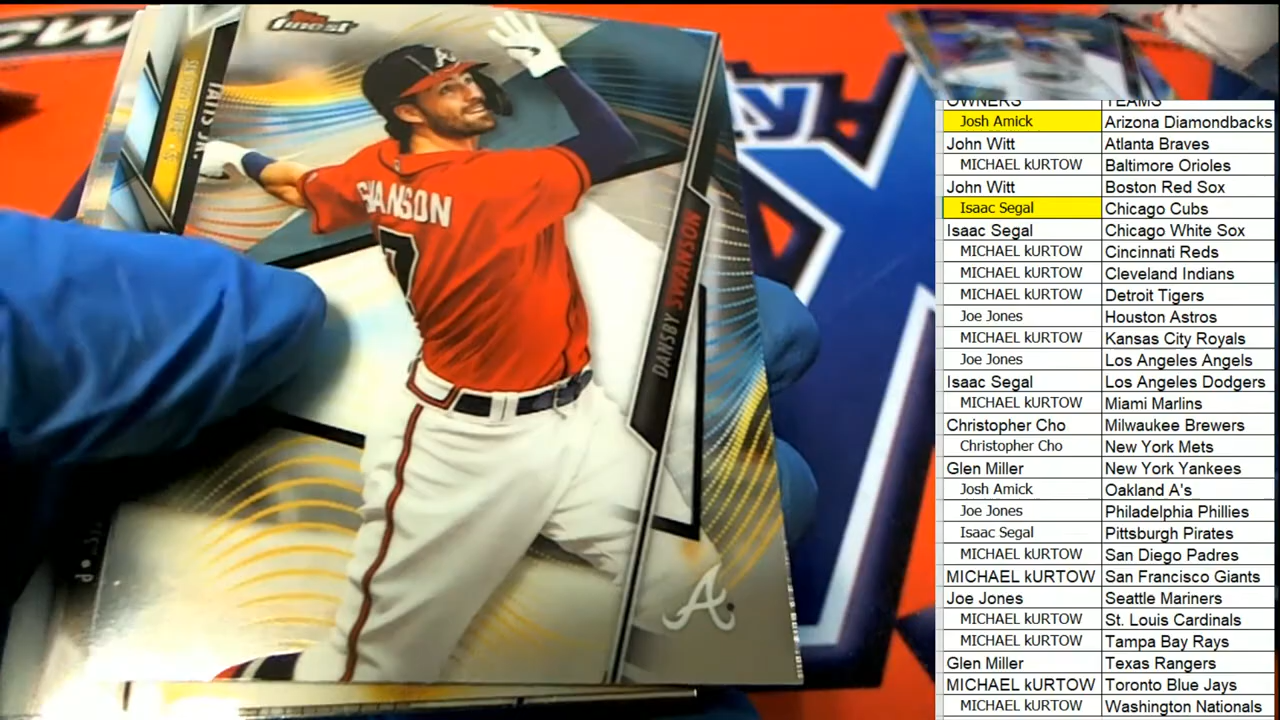 CW
Topps
finest
TATIS JR.
A
SWANSON
7
DANSBY SWANSON
A
OWNERS TEAMS
Josh Amick Arizona Diamondbacks
John Witt Atlanta Braves
MICHAEL kURTOW Baltimore Orioles
John Witt Boston Red Sox
Isaac Segal Chicago Cubs
Isaac Segal Chicago White Sox
MICHAEL kURTOW Cincinnati Reds
MICHAEL kURTOW Cleveland Indians
MICHAEL kURTOW Detroit Tigers
Joe Jones Houston Astros
MICHAEL kURTOW Kansas City Royals
Joe Jones Los Angeles Angels
Isaac Segal Los Angeles Dodgers
MICHAEL kURTOW Miami Marlins
Christopher Cho Milwaukee Brewers
Christopher Cho New York Mets
Glen Miller New York Yankees
Josh Amick Oakland A's
Joe Jones Philadelphia Phillies
Isaac Segal Pittsburgh Pirates
MICHAEL kURTOW San Diego Padres
MICHAEL kURTOW San Francisco Giants
Joe Jones Seattle Mariners
MICHAEL kURTOW St. Louis Cardinals
MICHAEL kURTOW Tampa Bay Rays
Glen Miller Texas Rangers
MICHAEL kURTOW Toronto Blue Jays
MICHAEL kURTOW Washington Nationals